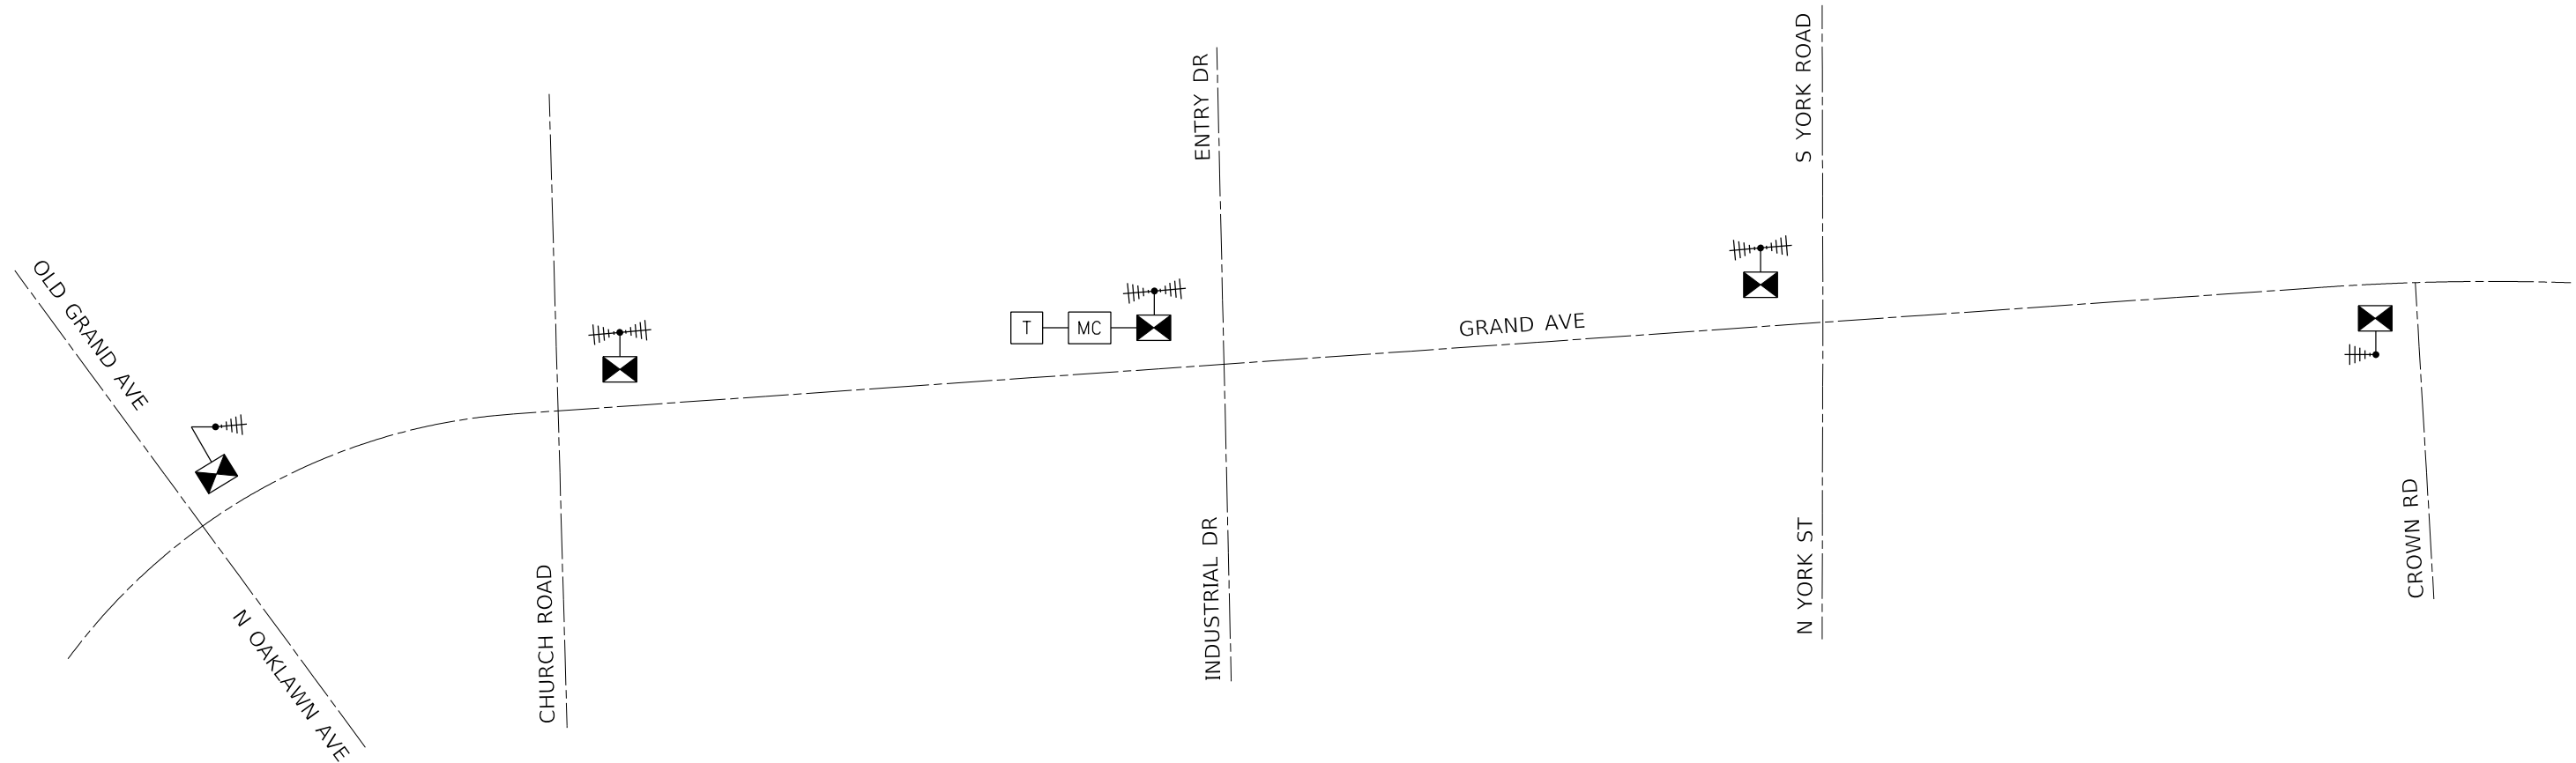 OLD GRAND AVE
N OAKLAWN AVE
CHURCH ROAD
T
MC
ENTRY DR
INDUSTRIAL DR
GRAND AVE
S YORK ROAD
N YORK ST
CROWN RD